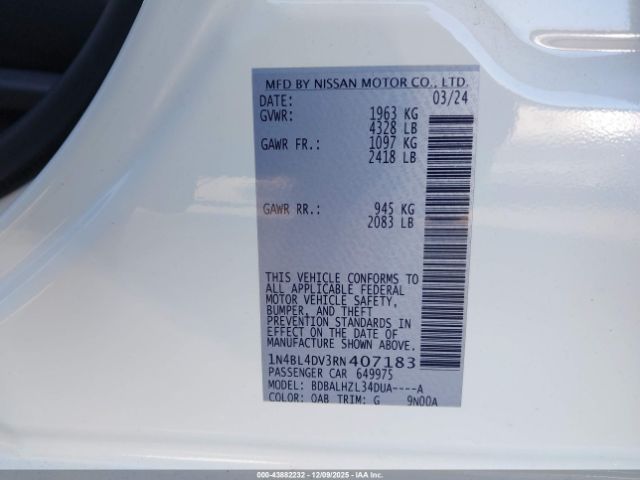 MFD BY NISSAN MOTOR CO., LTD.
DATE: 03/24
GVWR: 1963 KG
4328 LB
GAWR FR.: 1097 KG
2418 LB
GAWR RR.: 945 KG
2083 LB
THIS VEHICLE CONFORMS TO
ALL APPLICABLE FEDERAL
MOTOR VEHICLE SAFETY,
BUMPER, AND THEFT
PREVENTION STANDARDS IN
EFFECT ON THE DATE OF
MANUFACTURE SHOWN ABOVE.
1N4BL4DV3RN407183
PASSENGER CAR 649975
MODEL: BDBALHZL34DUA----A
COLOR: QAB TRIM: G 9N00A
000-43882232 - 12/09/2025 - IAAI Inc.